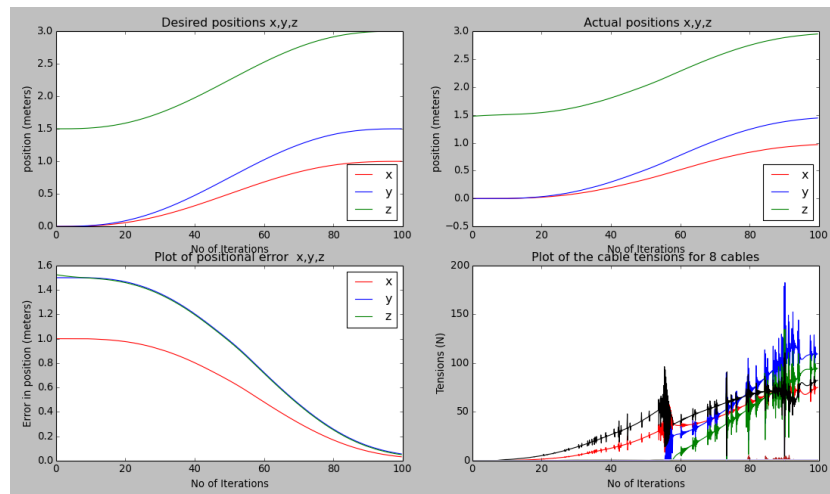 Desired positions x,y,z
3.0
2.5
2.0
1.5
1.0
0.5
0.0
position (meters)
x
y
z
0 20 40 60 80 100
No of Iterations
Actual positions x,y,z
3.0
2.5
2.0
1.5
1.0
0.5
0.0
−0.5
position (meters)
x
y
z
0 20 40 60 80 100
No of Iterations
Plot of positional error x,y,z
1.6
1.4
1.2
1.0
0.8
0.6
0.4
0.2
0.0
Error in position (meters)
x
y
z
0 20 40 60 80 100
No of Iterations
Plot of the cable tensions for 8 cables
200
150
100
50
0
Tensions (N)
0 20 40 60 80 100
No of Iterations